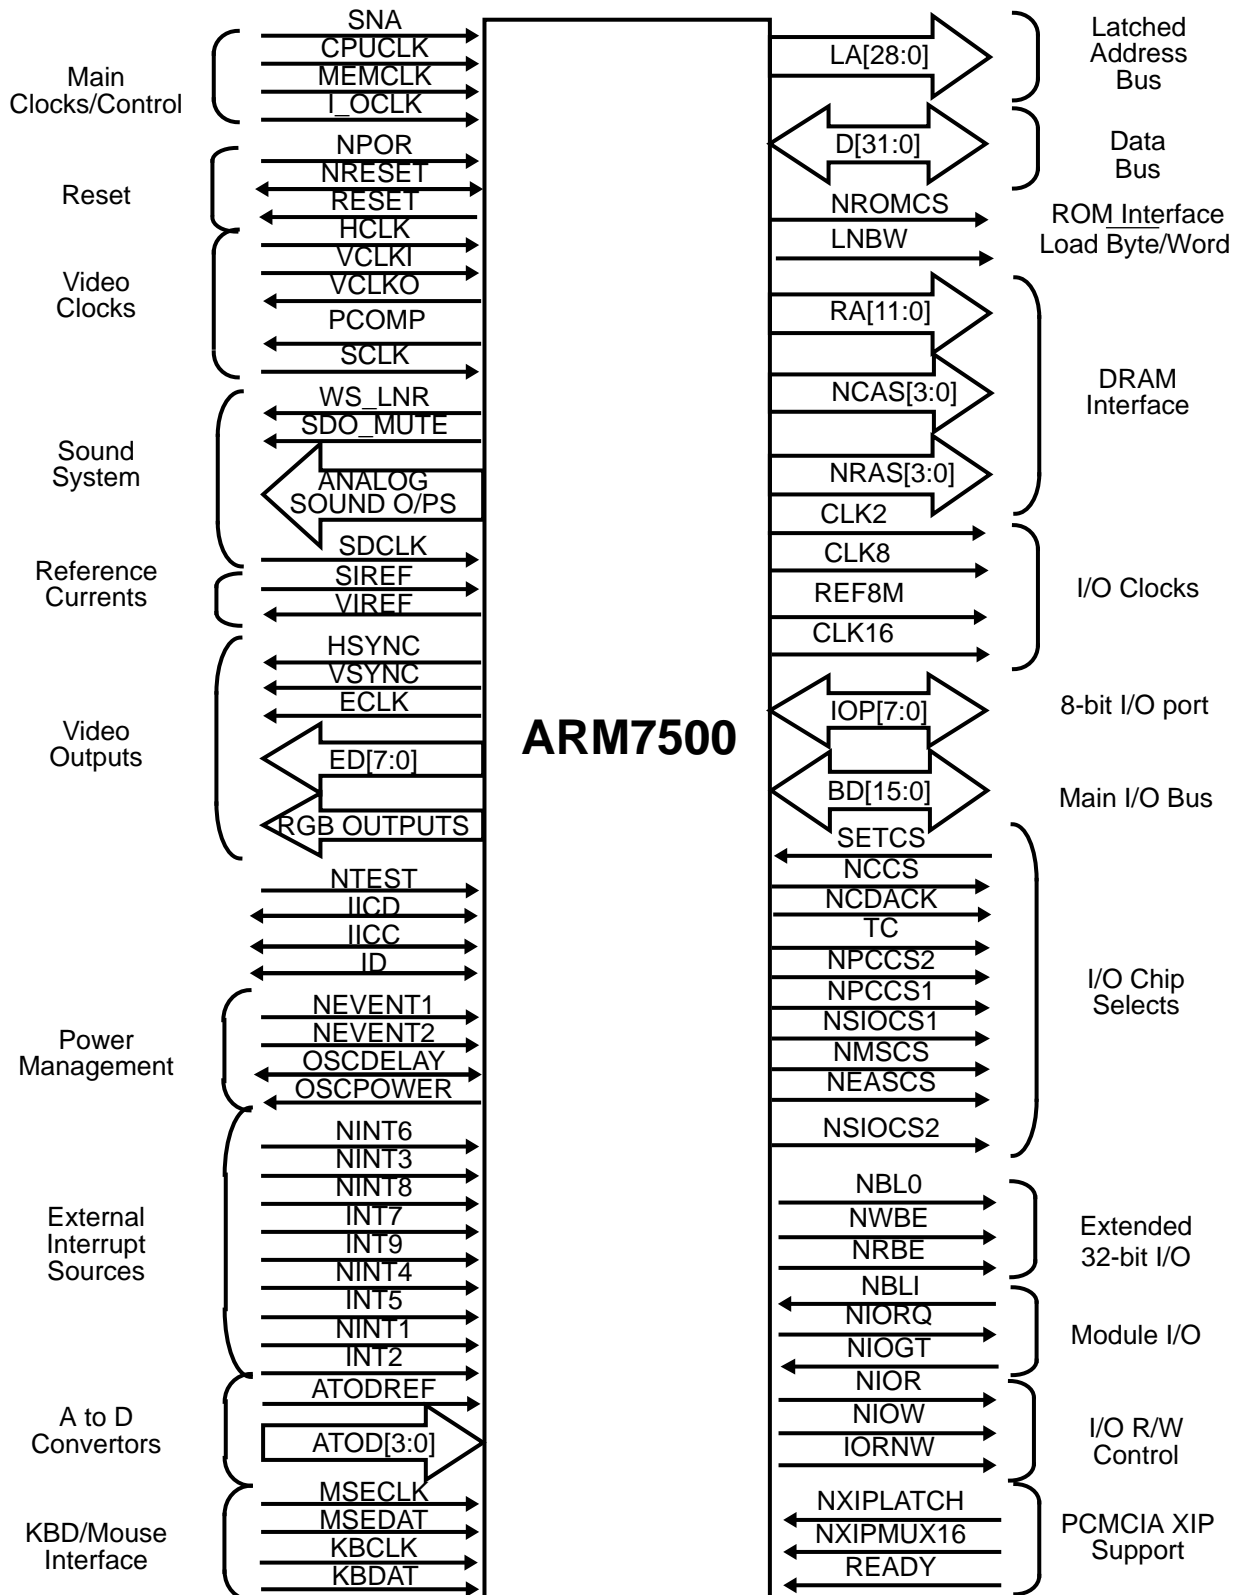 SNA
CPUCLK
MEMCLK
I_OCLK
Main
Clocks/Control
NPOR
NRESET
RESET
Reset
HCLK
VCLKI
VCLKO
PCOMP
SCLK
Video
Clocks
WS_LNR
SDO_MUTE
ANALOG
SOUND O/PS
SDCLK
Sound
System
SIREF
VIREF
Reference
Currents
HSYNC
VSYNC
ECLK
ED[7:0]
RGB OUTPUTS
Video
Outputs
NTEST
IICD
IICC
ID
NEVENT1
NEVENT2
OSCDELAY
OSCPOWER
Power
Management
NINT6
NINT3
NINT8
INT7
INT9
NINT4
INT5
NINT1
INT2
External
Interrupt
Sources
ATODREF
ATOD[3:0]
A to D
Convertors
MSECLK
MSEDAT
KBCLK
KBDAT
KBD/Mouse
Interface
ARM7500
LA[28:0]
Latched
Address
Bus
D[31:0]
Data
Bus
NROMCS
ROM Interface
LNBW
Load Byte/Word
RA[11:0]
NCAS[3:0]
NRAS[3:0]
DRAM
Interface
CLK2
CLK8
REF8M
CLK16
I/O Clocks
IOP[7:0]
8-bit I/O port
BD[15:0]
Main I/O Bus
SETCS
NCCS
NCDACK
TC
NPCCS2
NPCCS1
NSIOCS1
NMSCS
NEASCS
NSIOCS2
I/O Chip
Selects
NBL0
NWBE
NRBE
Extended
32-bit I/O
NBLI
NIORQ
NIOGT
Module I/O
NIOR
NIOW
IORNW
I/O R/W
Control
NXIPLATCH
NXIPMUX16
READY
PCMCIA XIP
Support